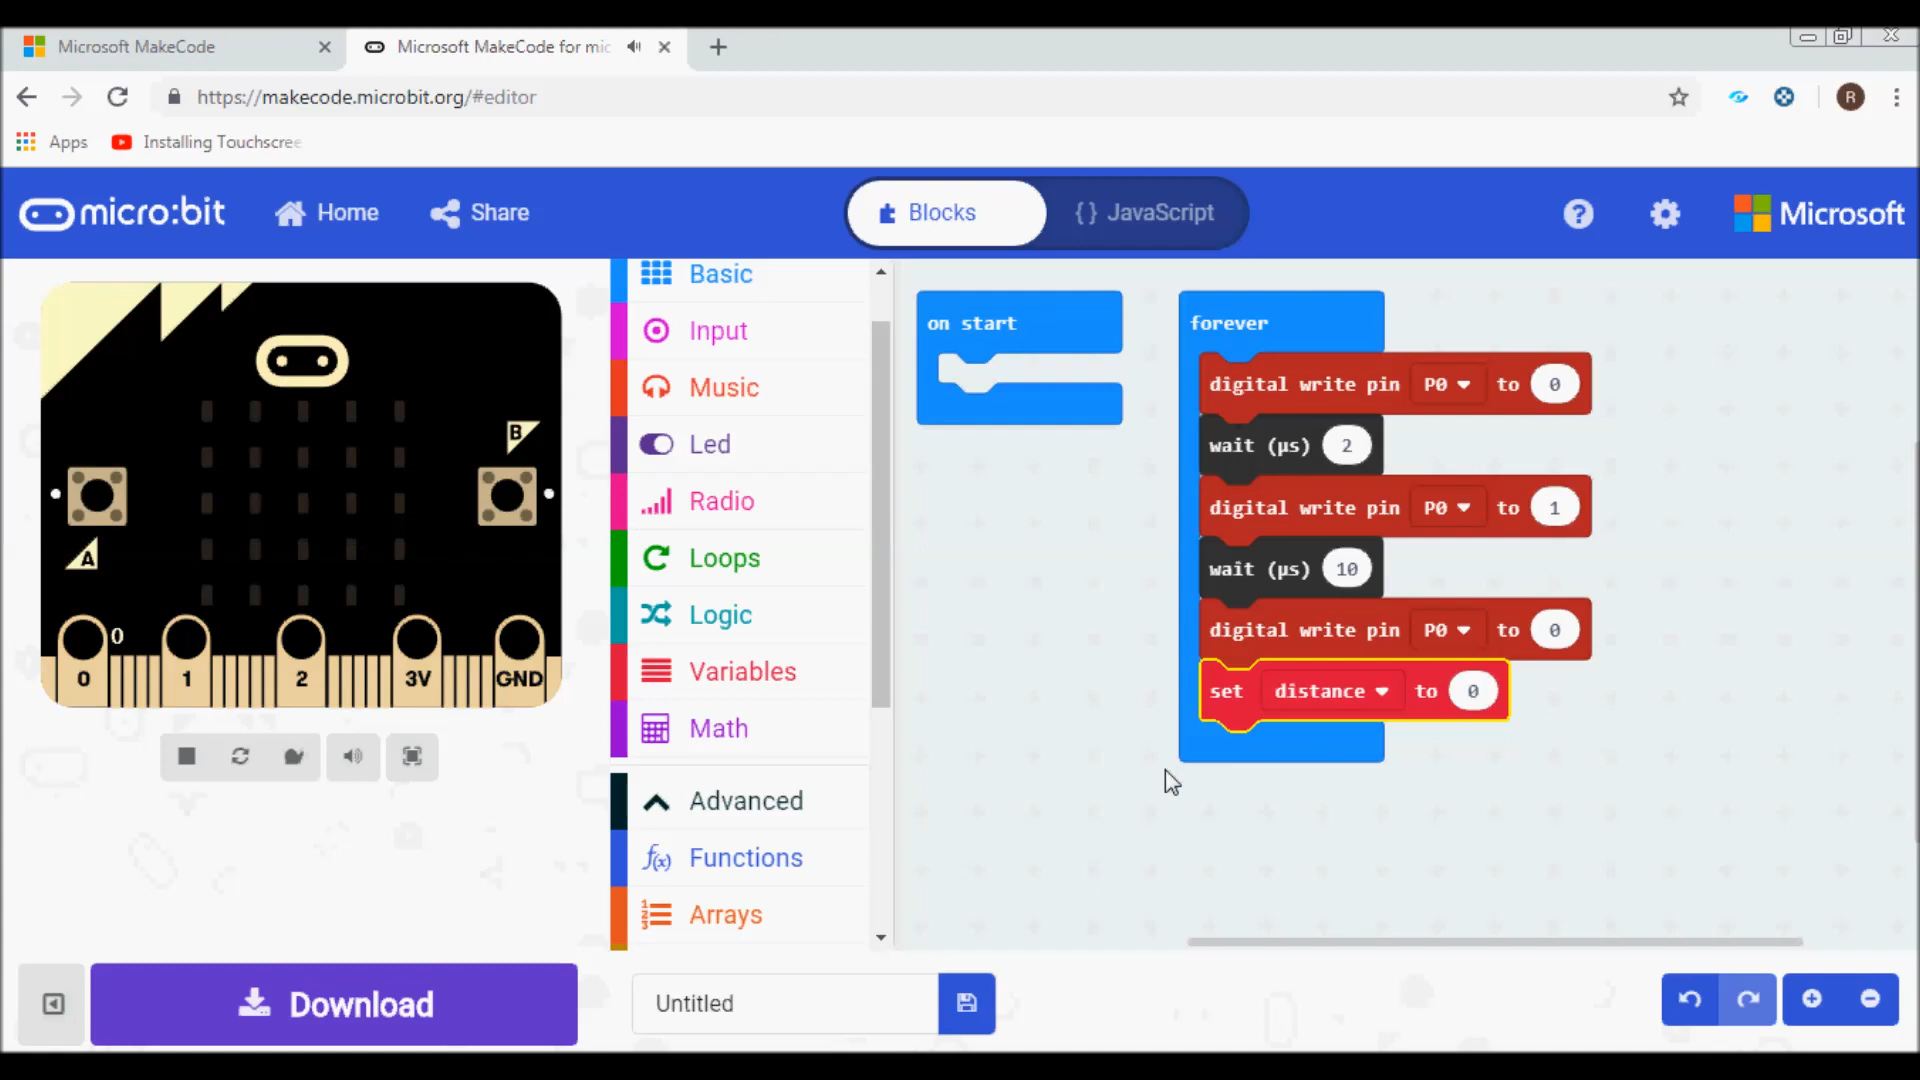 Microsoft MakeCode
Microsoft MakeCode for mic
https://makecode.microbit.org/#editor
R
Apps
Installing Touchscree
micro:bit
Home
Share
Blocks
{} JavaScript
?
Microsoft
B
A
0
0
1
2
3V
GND
Basic
Input
Music
Led
Radio
Loops
Logic
Variables
Math
Advanced
f(x) Functions
Arrays
on start
forever
digital write pin P0 to 0
wait (µs) 2
digital write pin P0 to 1
wait (µs) 10
digital write pin P0 to 0
set distance to 0
Download
Untitled